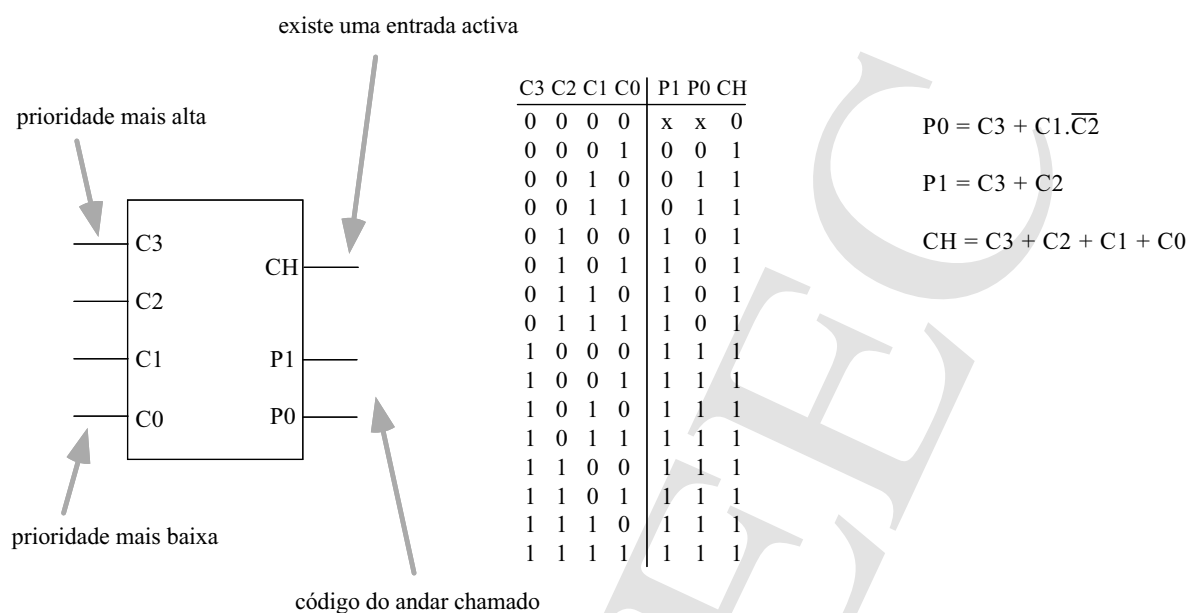 existe uma entrada activa
prioridade mais alta
C3
C2
C1
C0
CH
P1
P0
prioridade mais baixa
código do andar chamado
C3 C2 C1 C0 P1 P0 CH
0 0 0 0 x x 0
0 0 0 1 0 0 1
0 0 1 0 0 1 1
0 0 1 1 0 1 1
0 1 0 0 1 0 1
0 1 0 1 1 0 1
0 1 1 0 1 0 1
0 1 1 1 1 0 1
1 0 0 0 1 1 1
1 0 0 1 1 1 1
1 0 1 0 1 1 1
1 0 1 1 1 1 1
1 1 0 0 1 1 1
1 1 0 1 1 1 1
1 1 1 0 1 1 1
1 1 1 1 1 1 1
P0 = C3 + C1.C̅2̅
P1 = C3 + C2
CH = C3 + C2 + C1 + C0
EEC